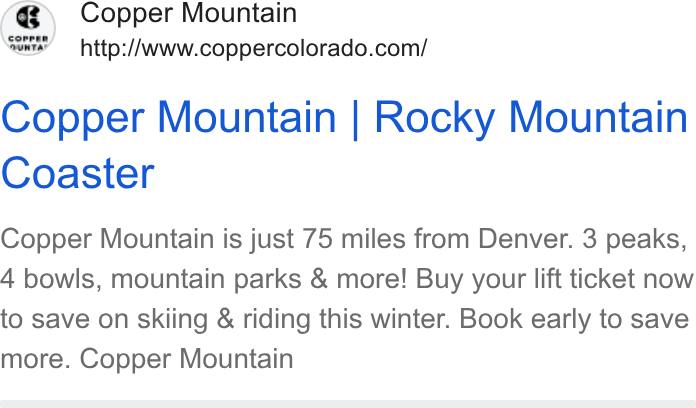 Copper Mountain
COPPER
http://www.coppercolorado.com/
Copper Mountain | Rocky Mountain
Coaster
Copper Mountain is just 75 miles from Denver. 3 peaks,
4 bowls, mountain parks & more! Buy your lift ticket now
to save on skiing & riding this winter. Book early to save
more. Copper Mountain